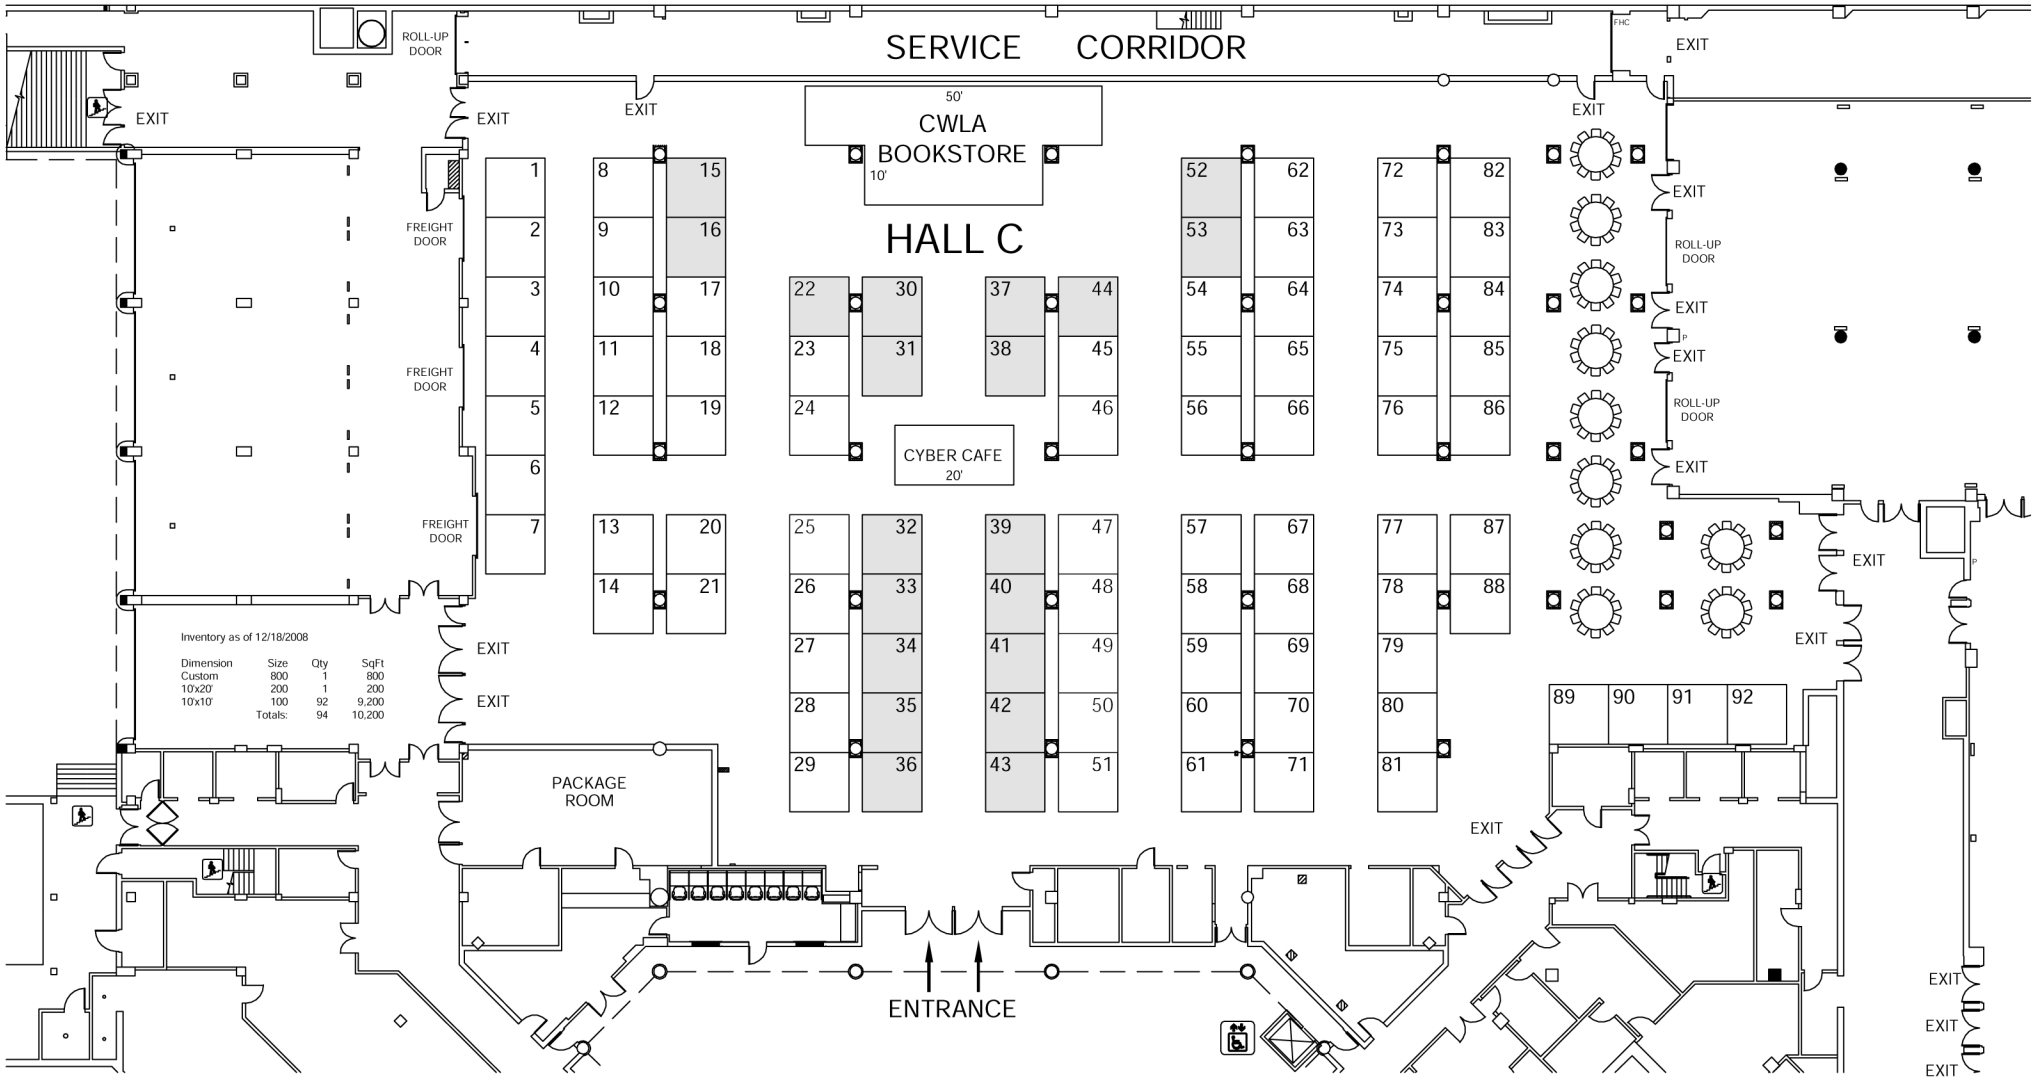 FHC
ROLL-UP
DOOR
SERVICE CORRIDOR
EXIT
EXIT
EXIT
EXIT
EXIT
50'
CWLA
BOOKSTORE
10'
1 8 15 52 62 72 82
EXIT
2 9 16 53 63 73 83
FREIGHT
DOOR
HALL C
ROLL-UP
DOOR
3 10 17 22 30 37 44 54 64 74 84
EXIT
P
4 11 18 23 31 38 45 55 65 75 85
EXIT
FREIGHT
DOOR
5 12 19 24 46 56 66 76 86
ROLL-UP
DOOR
CYBER CAFE
20'
6
EXIT
7 13 20 25 32 39 47 57 67 77 87
FREIGHT
DOOR
EXIT
P
14 21 26 33 40 48 58 68 78 88
Inventory as of 12/18/2008
EXIT
EXIT
27 34 41 49 59 69 79
Dimension Size Qty SqFt
Custom 800 1 800
10'x20' 200 1 200
10'x10' 100 92 9,200
Totals: 94 10,200
EXIT
28 35 42 50 60 70 80
89 90 91 92
29 36 43 51 61 71 81
PACKAGE
ROOM
EXIT
ENTRANCE
EXIT
EXIT
EXIT